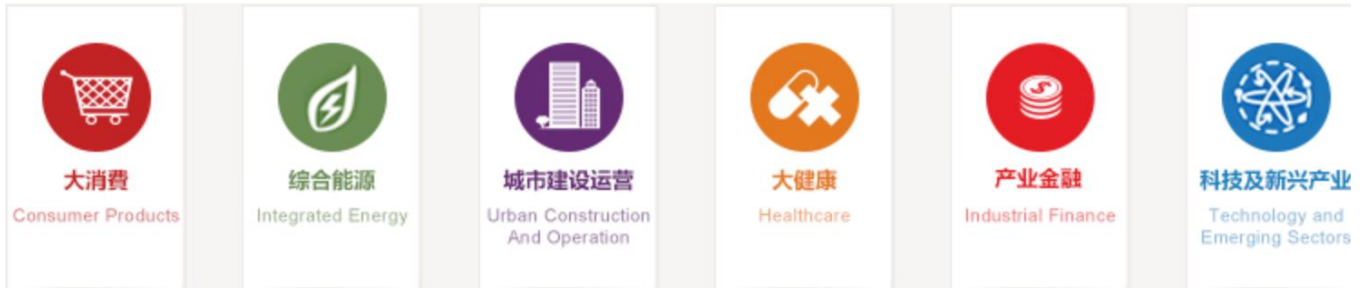 大消费
Consumer Products
综合能源
Integrated Energy
城市建设运营
Urban Construction
And Operation
大健康
Healthcare
产业金融
Industrial Finance
科技及新兴产业
Technology and
Emerging Sectors